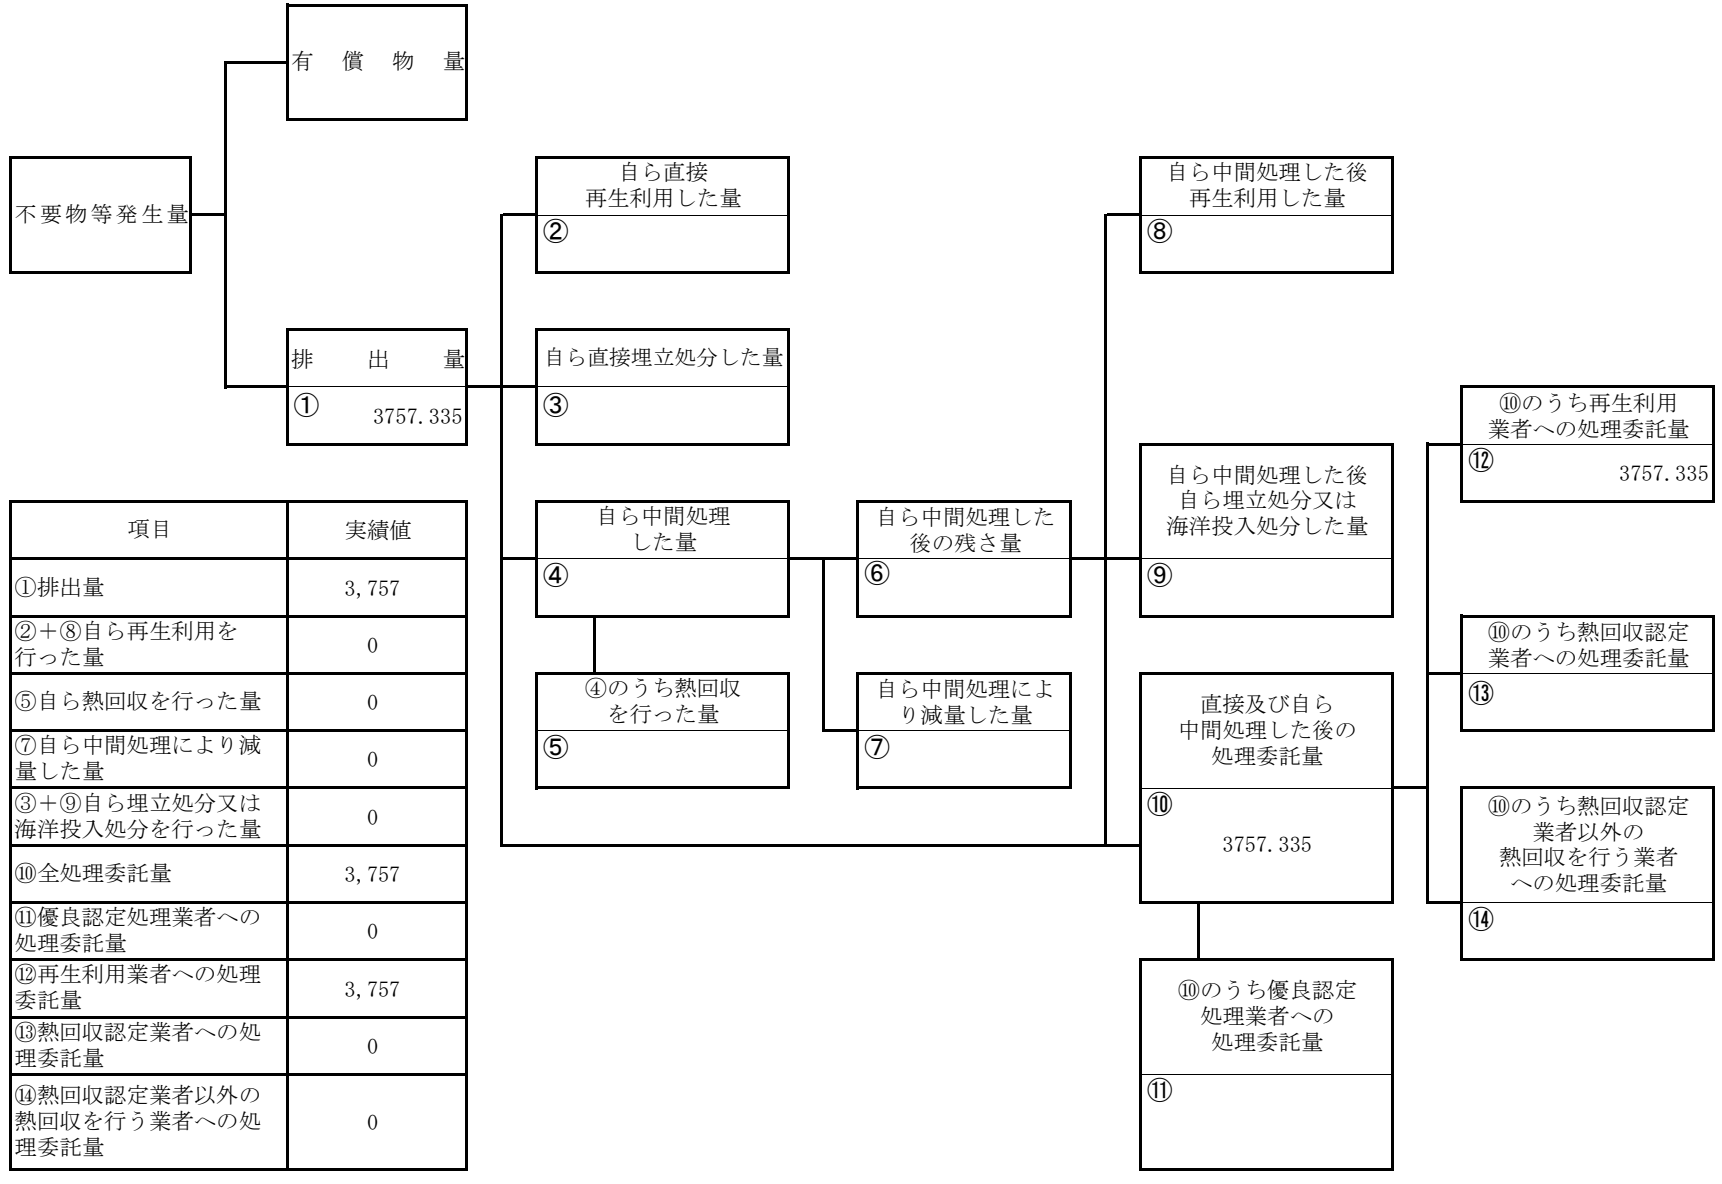 有償物量
不要物等発生量
排出量
①
3757.335
自ら直接
再生利用した量
②
自ら直接埋立処分した量
③
自ら中間処理
した量
④
④のうち熱回収
を行った量
⑤
自ら中間処理した
後の残さ量
⑥
自ら中間処理によ
り減量した量
⑦
自ら中間処理した後
再生利用した量
⑧
自ら中間処理した後
自ら埋立処分又は
海洋投入処分した量
⑨
直接及び自ら
中間処理した後の
処理委託量
⑩
3757.335
⑩のうち優良認定
処理業者への
処理委託量
⑪
⑩のうち再生利用
業者への処理委託量
⑫
3757.335
⑩のうち熱回収認定
業者への処理委託量
⑬
⑩のうち熱回収認定
業者以外の
熱回収を行う業者
への処理委託量
⑭
項目 実績値
①排出量 3,757
②＋⑧自ら再生利用を
行った量 0
⑤自ら熱回収を行った量 0
⑦自ら中間処理により減
量した量 0
③＋⑨自ら埋立処分又は
海洋投入処分を行った量 0
⑩全処理委託量 3,757
⑪優良認定処理業者への
処理委託量 0
⑫再生利用業者への処理
委託量 3,757
⑬熱回収認定業者への処
理委託量 0
⑭熱回収認定業者以外の
熱回収を行う業者への処
理委託量 0